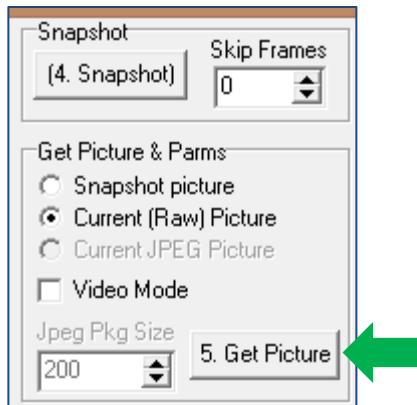 Snapshot
Skip Frames
(4. Snapshot)
0
Get Picture & Parms
Snapshot picture
Current (Raw) Picture
Current JPEG Picture
Video Mode
Jpeg Pkg Size
200
5. Get Picture